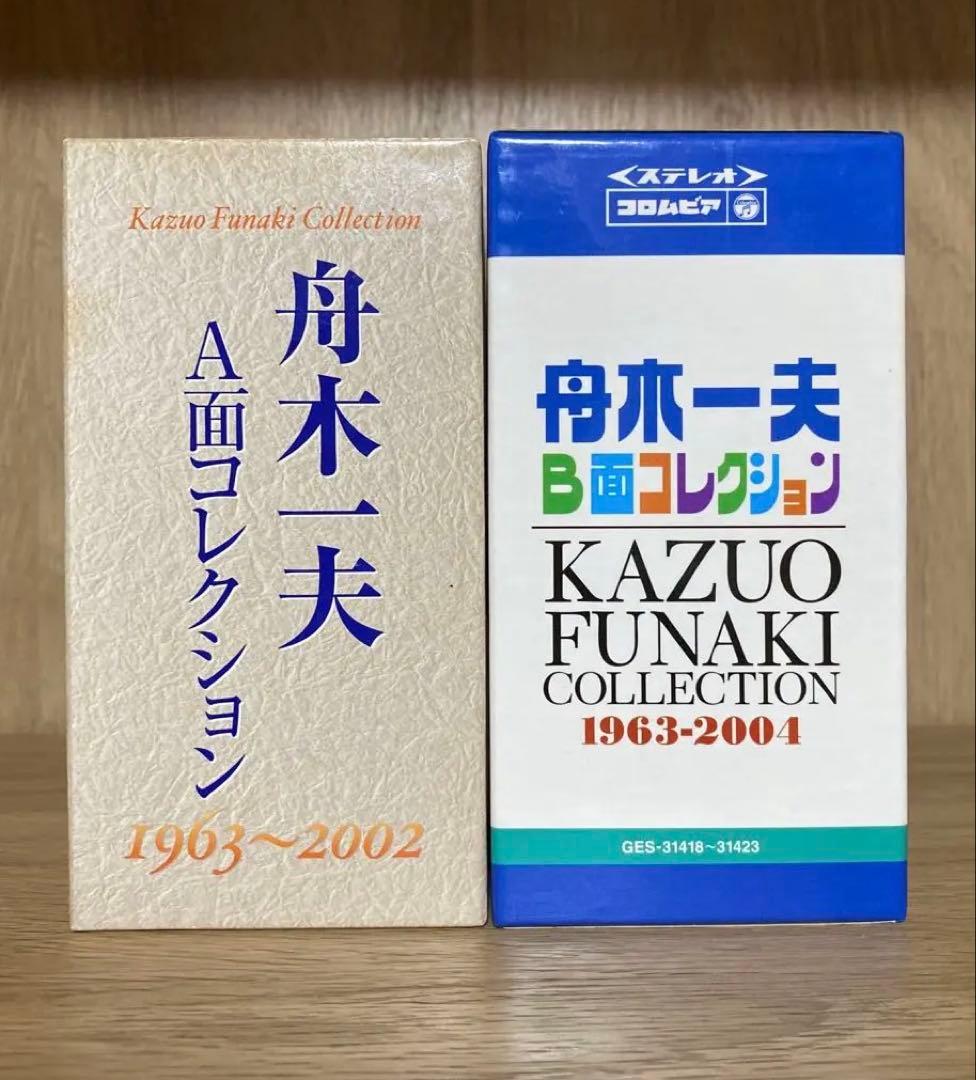 Kazuo Funaki Collection
舟木一夫
A面コレクション
1963~2002
<ステレオ>
コロムビア
舟木一夫
B面コレクション
KAZUO
FUNAKI
COLLECTION
1963-2004
GES-31418~31423